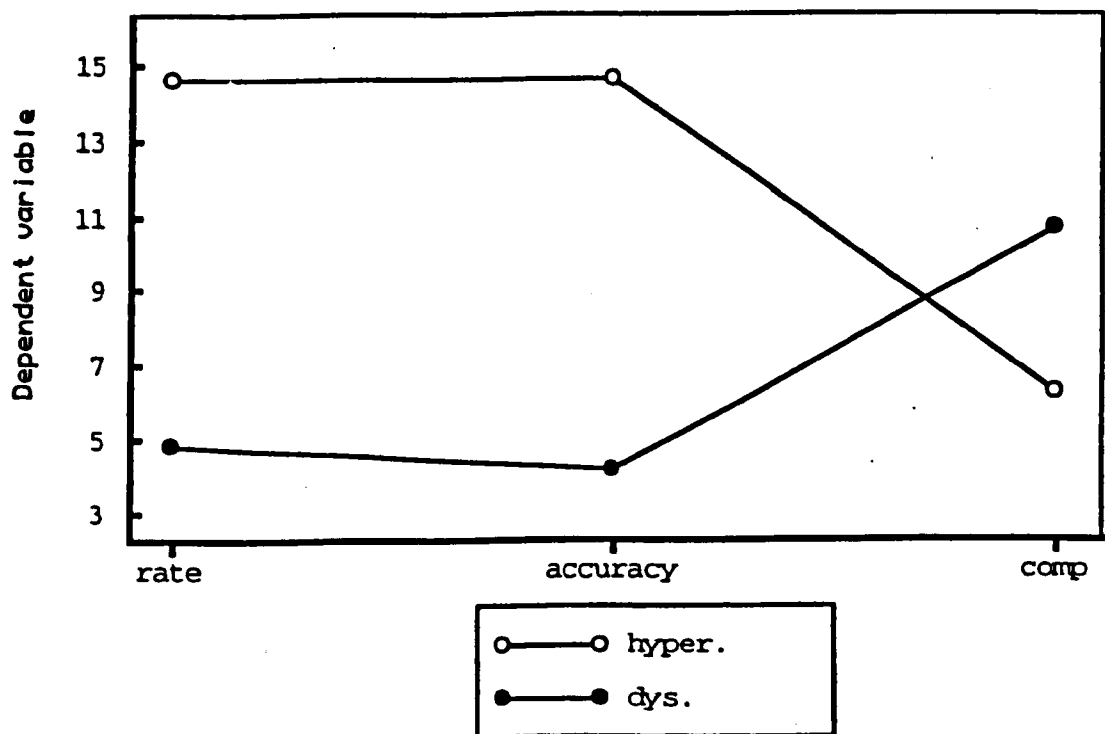 Dependent variable
15
13
11
9
7
5
3
rate accuracy comp
hyper.
dys.